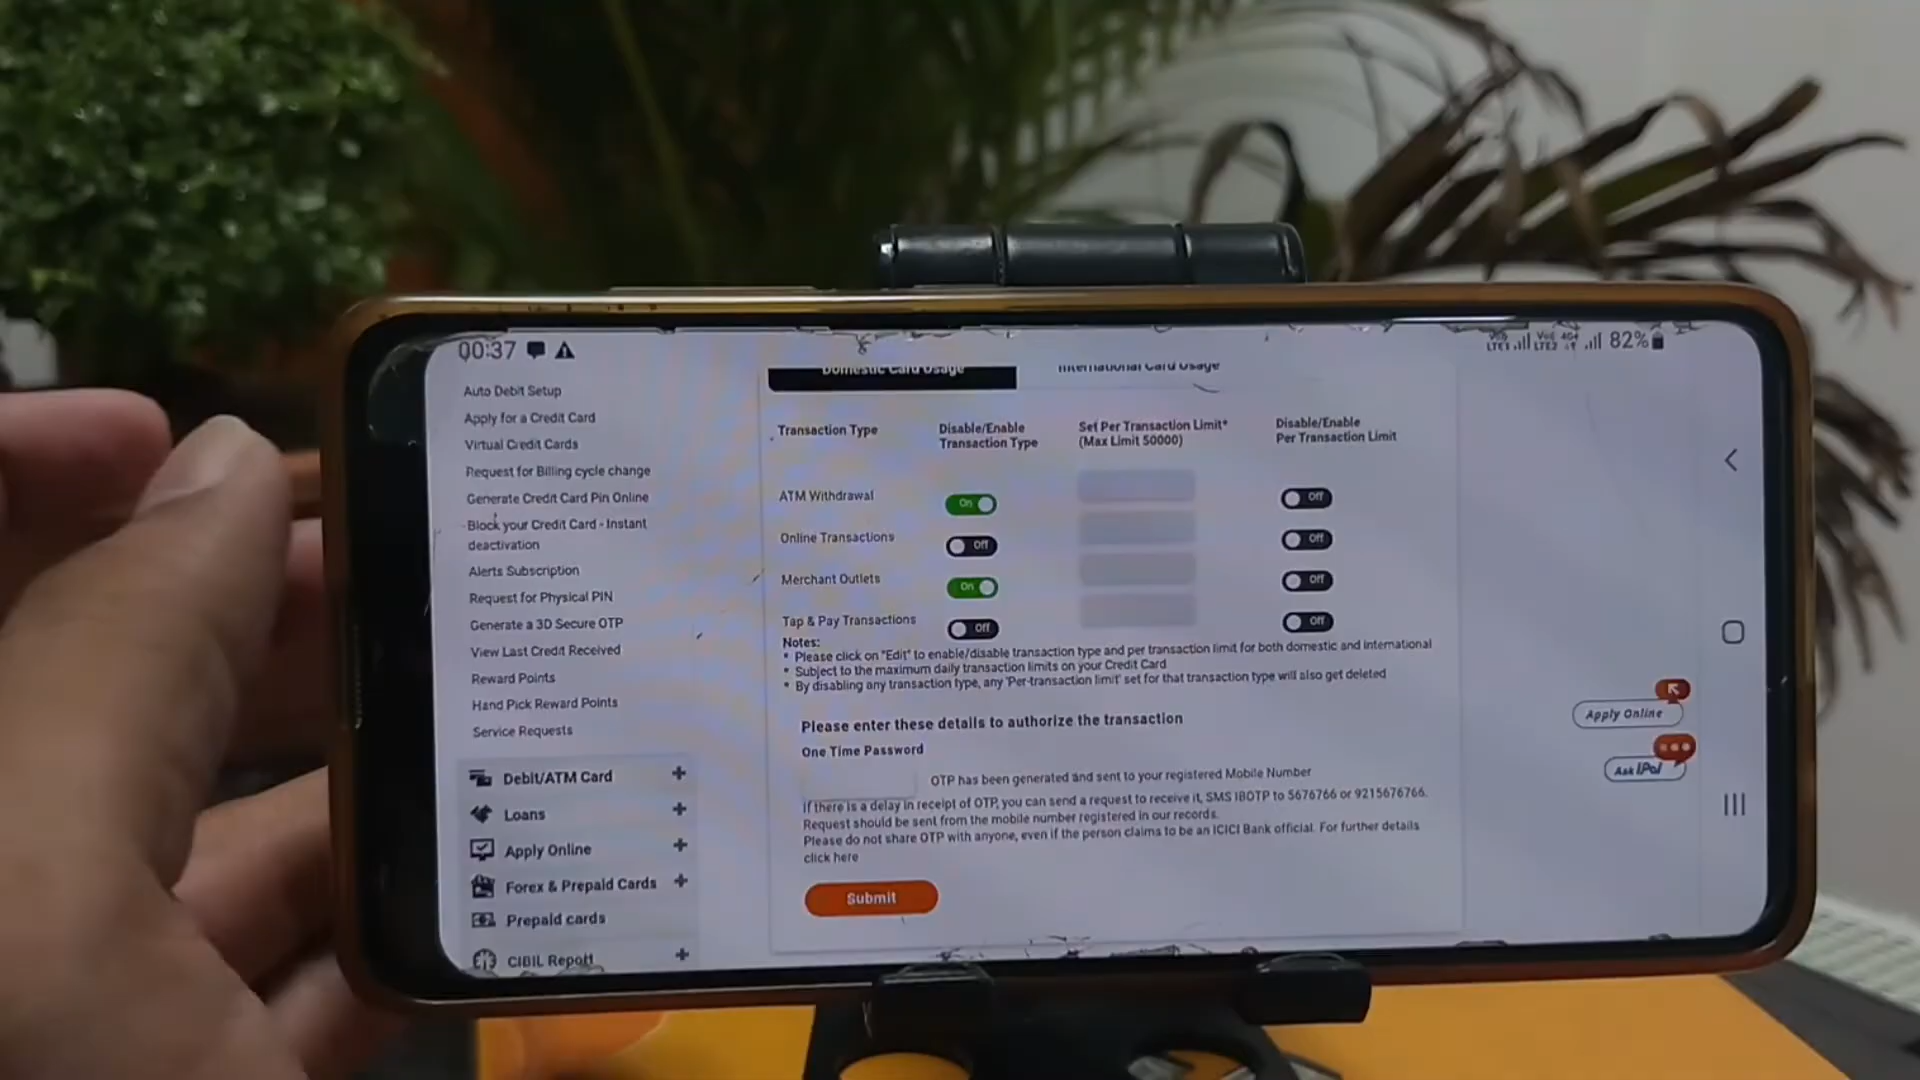 00:37
LTE1 LTE2 82%
Auto Debit Setup
Apply for a Credit Card
Virtual Credit Cards
Request for Billing cycle change
Generate Credit Card Pin Online
Block your Credit Card - Instant
deactivation
Alerts Subscription
Request for Physical PIN
Generate a 3D Secure OTP
View Last Credit Received
Reward Points
Hand Pick Reward Points
Service Requests
Debit/ATM Card +
Loans +
Apply Online +
Forex & Prepaid Cards +
Prepaid cards
CIBIL Report +
Domestic Card Usage
International Card Usage
Transaction Type
Disable/Enable
Transaction Type
Set Per Transaction Limit*
(Max Limit 50000)
Disable/Enable
Per Transaction Limit
ATM Withdrawal On Off
Online Transactions Off Off
Merchant Outlets On Off
Tap & Pay Transactions Off Off
Notes:
* Please click on "Edit" to enable/disable transaction type and per transaction limit for both domestic and International
* Subject to the maximum daily transaction limits on your Credit Card
* By disabling any transaction type, any 'Per-transaction limit' set for that transaction type will also get deleted
Please enter these details to authorize the transaction
One Time Password
OTP has been generated and sent to your registered Mobile Number
If there is a delay in receipt of OTP, you can send a request to receive it, SMS IBOTP to 5676766 or 9215676766.
Request should be sent from the mobile number registered in our records.
Please do not share OTP with anyone, even if the person claims to be an ICICI Bank official. For further details
click here
Submit
Apply Online
Ask iPal